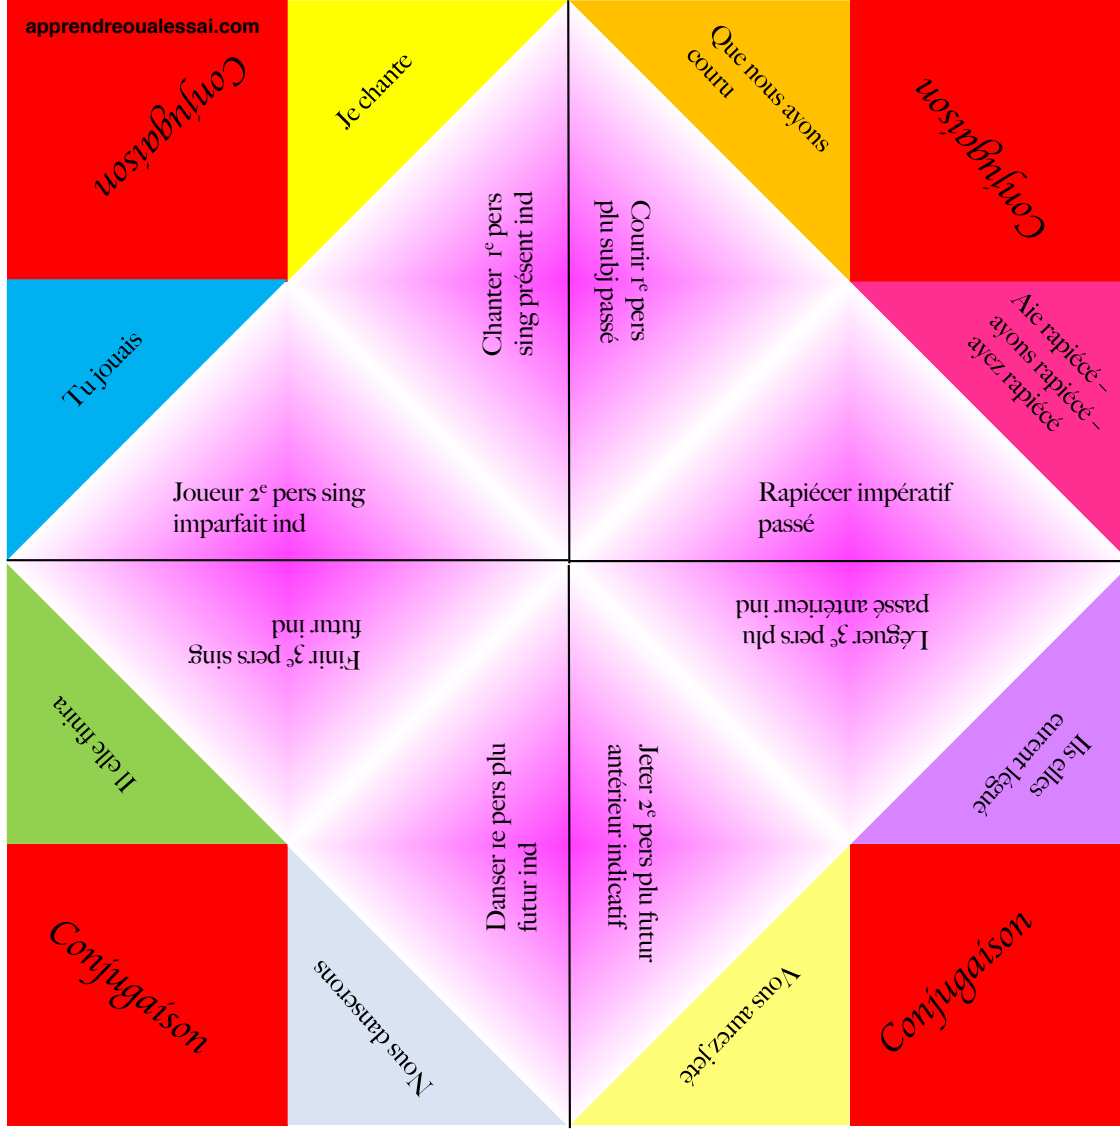 apprendreoualessai.com
Conjugaison
Je chante
Que nous ayons
couru
Conjugaison
Tu jouais
Chanter 1e pers
sing présent ind
Courir 1e pers
plu subj passé
Aie rapiécé –
ayons rapiécé –
ayez rapiécé
Joueur 2e pers sing
imparfait ind
Rapiécer impératif
passé
Finir 3e pers sing
futur ind
Léguer 3e pers plu
passé antérieur ind
Il elle finira
Danser 1e pers plu
futur ind
Jeter 2e pers plu futur
antérieur indicatif
Ils elles
eurent légué
Conjugaison
Nous danserons
Vous aurez jeté
Conjugaison